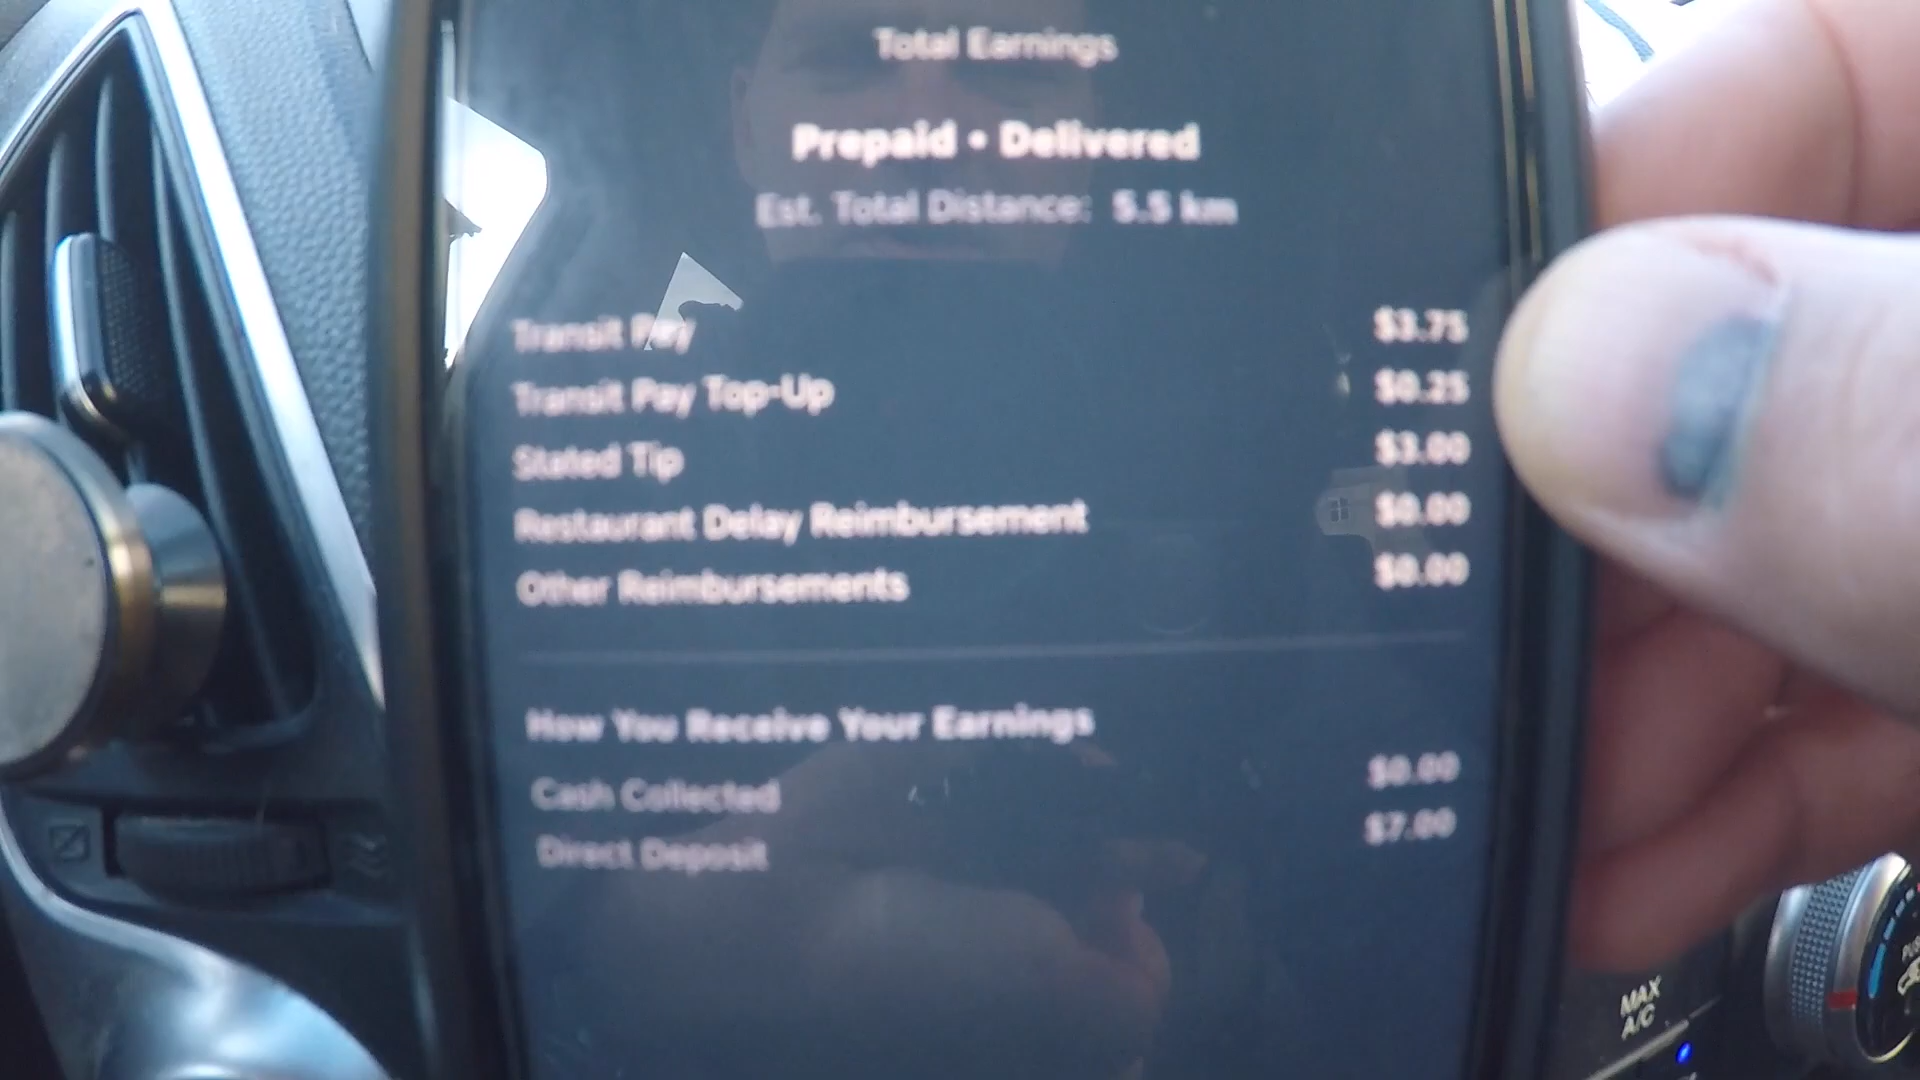 Total Earnings
Prepaid • Delivered
Est. Total Distance: 5.5 km
Transit Pay $3.75
Transit Pay Top-Up $0.25
Stated Tip $3.00
Restaurant Delay Reimbursement $0.00
Other Reimbursements $0.00
How You Receive Your Earnings
Cash Collected $0.00
Direct Deposit $7.00
MAX
A/C